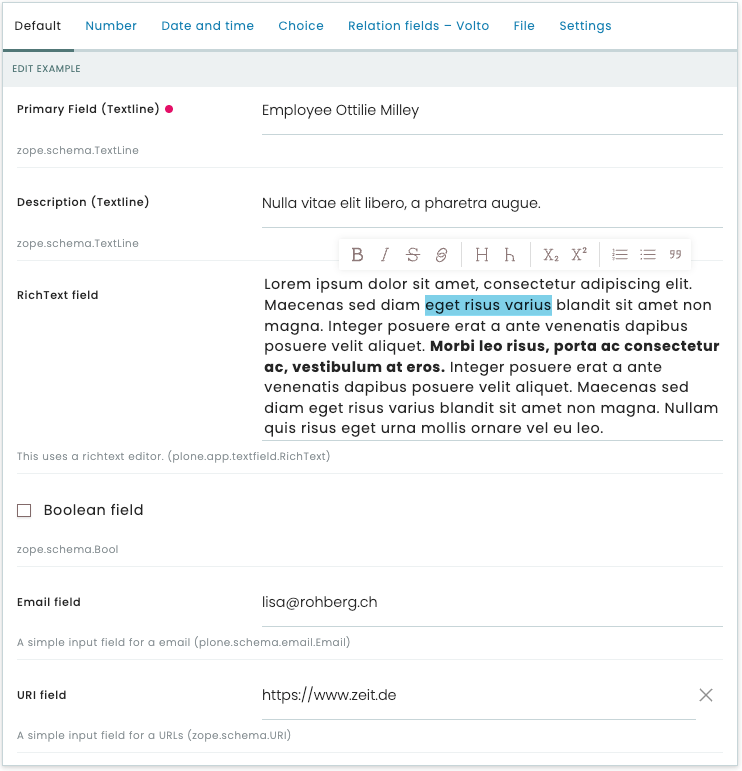 Default Number Date and time Choice Relation fields – Volto File Settings
EDIT EXAMPLE
Primary Field (Textline) Employee Ottilie Milley
zope.schema.TextLine
Description (Textline) Nulla vitae elit libero, a pharetra augue.
zope.schema.TextLine
B I S H h X₂ X² ”
RichText field
Lorem ipsum dolor sit amet, consectetur adipiscing elit.
Maecenas sed diam eget risus varius blandit sit amet non
magna. Integer posuere erat a ante venenatis dapibus
posuere velit aliquet. Morbi leo risus, porta ac consectetur
ac, vestibulum at eros. Integer posuere erat a ante
venenatis dapibus posuere velit aliquet. Maecenas sed
diam eget risus varius blandit sit amet non magna. Nullam
quis risus eget urna mollis ornare vel eu leo.
This uses a richtext editor. (plone.app.textfield.RichText)
Boolean field
zope.schema.Bool
Email field lisa@rohberg.ch
A simple input field for a email (plone.schema.email.Email)
URI field https://www.zeit.de
A simple input field for a URLs (zope.schema.URI)